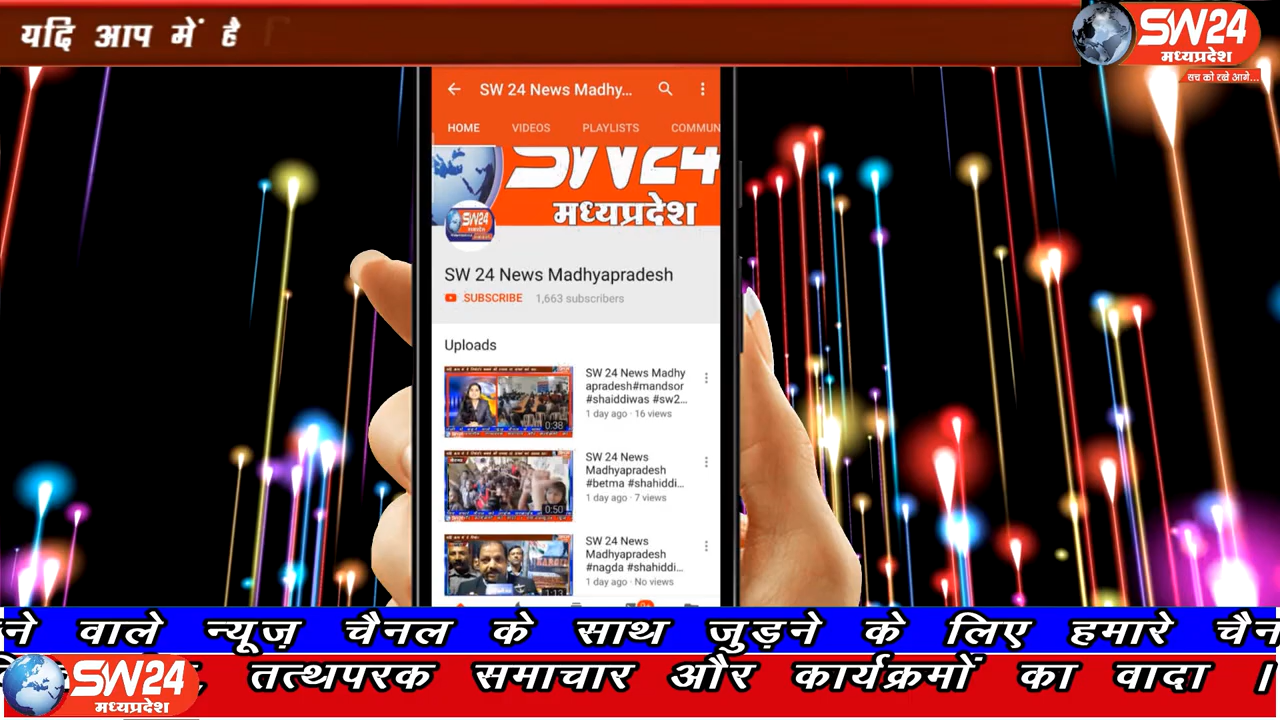 यदि आप में है
SW24
मध्यप्रदेश
सच को रखे आगे...
SW 24 News Madhy...
HOME VIDEOS PLAYLISTS COMMUN
SW24
मध्यप्रदेश
SW24
SW 24 News Madhyapradesh
SUBSCRIBE 1,663 subscribers
Uploads
SW 24 News Madhy
apradesh#mandsor
#shaiddiwas #sw2...
1 day ago · 16 views
0:38
SW 24 News
Madhyapradesh
#betma #shahiddi...
1 day ago · 7 views
0:50
SW 24 News
Madhyapradesh
#nagda #shahiddi...
1 day ago · No views
1:13
ने वाले न्यूज़ चैनल के साथ जुड़ने के लिए हमारे चैन
, तत्थपरक समाचार और कार्यक्रमों का वादा ।
SW24
मध्यप्रदेश